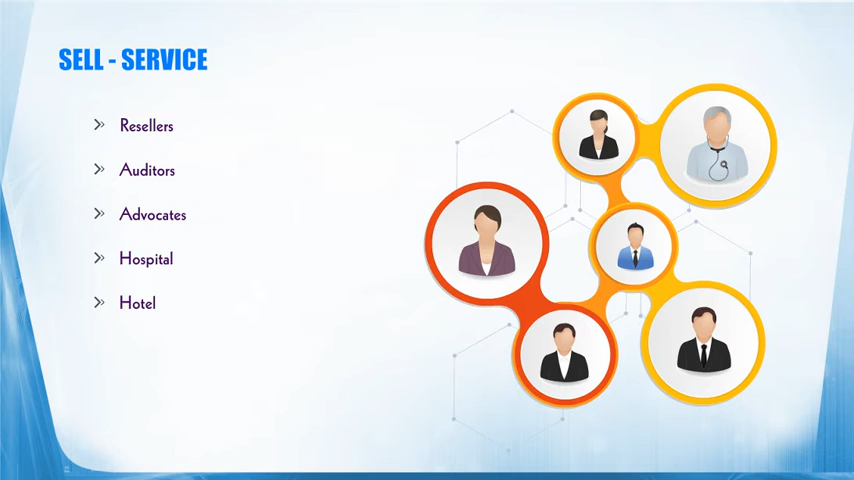 SELL - SERVICE
Resellers
Auditors
Advocates
Hospital
Hotel